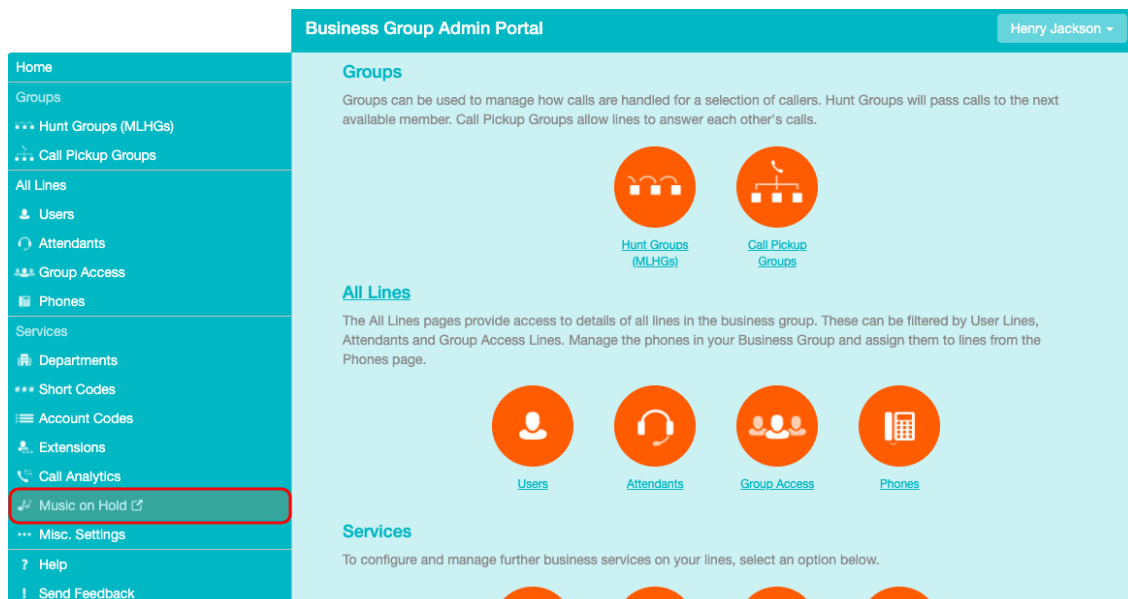 Business Group Admin Portal
Henry Jackson
Home
Groups
Hunt Groups (MLHGs)
Call Pickup Groups
All Lines
Users
Attendants
Group Access
Phones
Services
Departments
Short Codes
Account Codes
Extensions
Call Analytics
Music on Hold
Misc. Settings
? Help
! Send Feedback
Groups
Groups can be used to manage how calls are handled for a selection of callers. Hunt Groups will pass calls to the next
available member. Call Pickup Groups allow lines to answer each other's calls.
Hunt Groups
(MLHGs)
Call Pickup
Groups
All Lines
The All Lines pages provide access to details of all lines in the business group. These can be filtered by User Lines,
Attendants and Group Access Lines. Manage the phones in your Business Group and assign them to lines from the
Phones page.
Users
Attendants
Group Access
Phones
Services
To configure and manage further business services on your lines, select an option below.